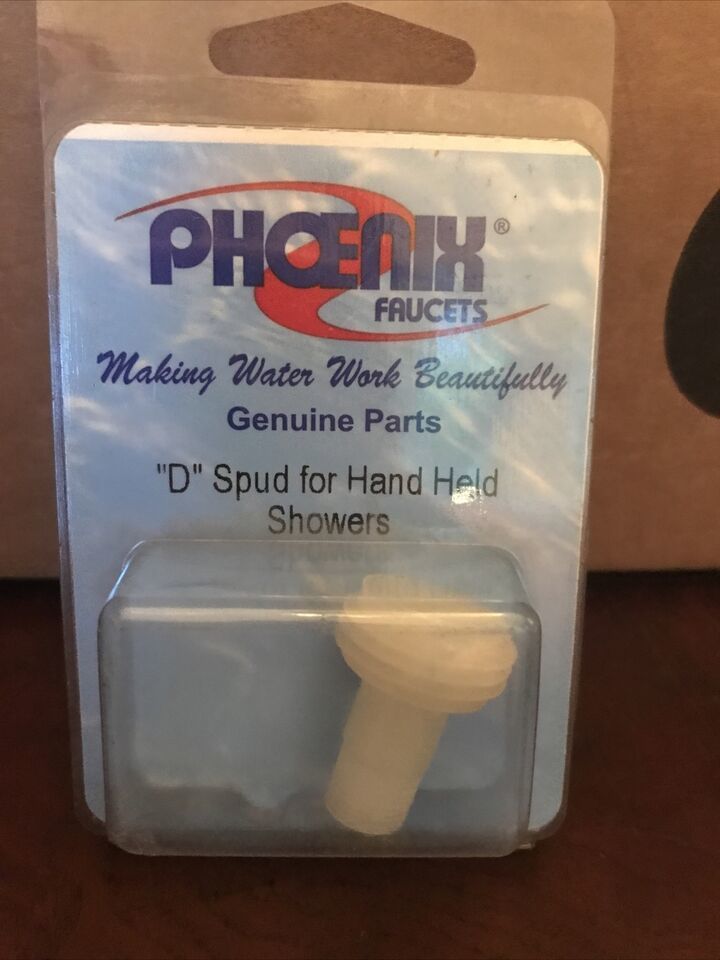 PHOENIX®
FAUCETS
Making Water Work Beautifully
Genuine Parts
"D" Spud for Hand Held
Showers